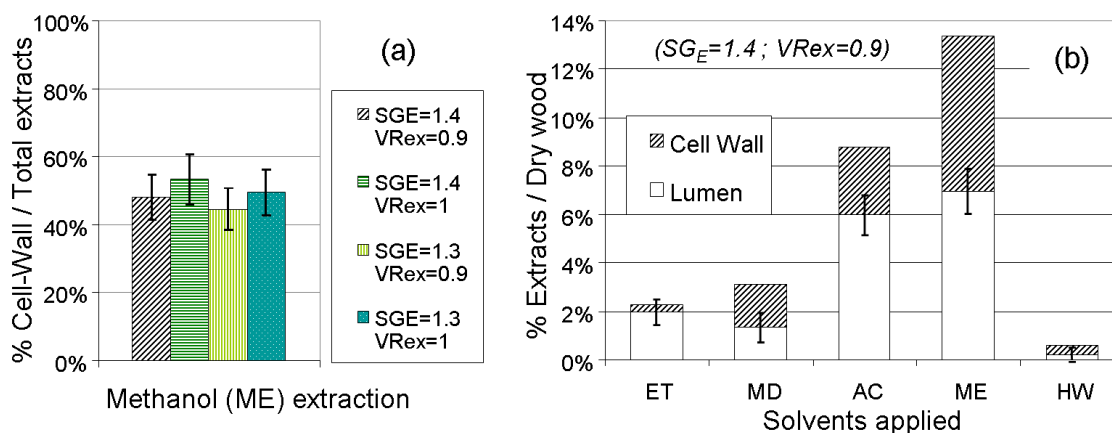 % Cell-Wall / Total extracts
100%
80%
60%
40%
20%
0%
(a)
SGE=1.4
VRex=0.9
SGE=1.4
VRex=1
SGE=1.3
VRex=0.9
SGE=1.3
VRex=1
Methanol (ME) extraction
% Extracts / Dry wood
14%
12%
10%
8%
6%
4%
2%
0%
(SGE=1.4 ; VRex=0.9)
(b)
Cell Wall
Lumen
ET MD AC ME HW
Solvents applied